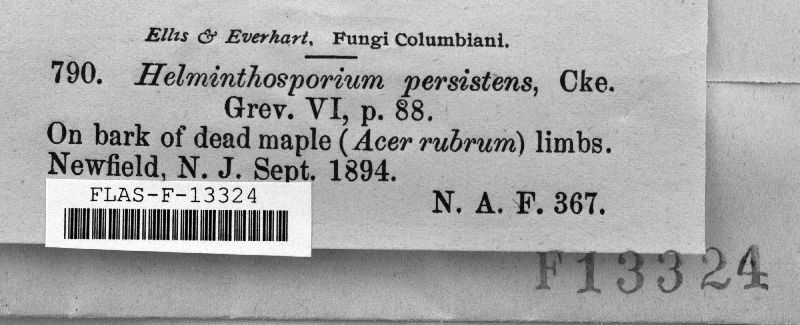 Ellis & Everhart, Fungi Columbiani.
790. Helminthosporium persistens, Cke.
Grev. VI, p. 88.
On bark of dead maple (Acer rubrum) limbs.
Newfield, N. J. Sept. 1894.
N. A. F. 367.
FLAS-F-13324
F13324